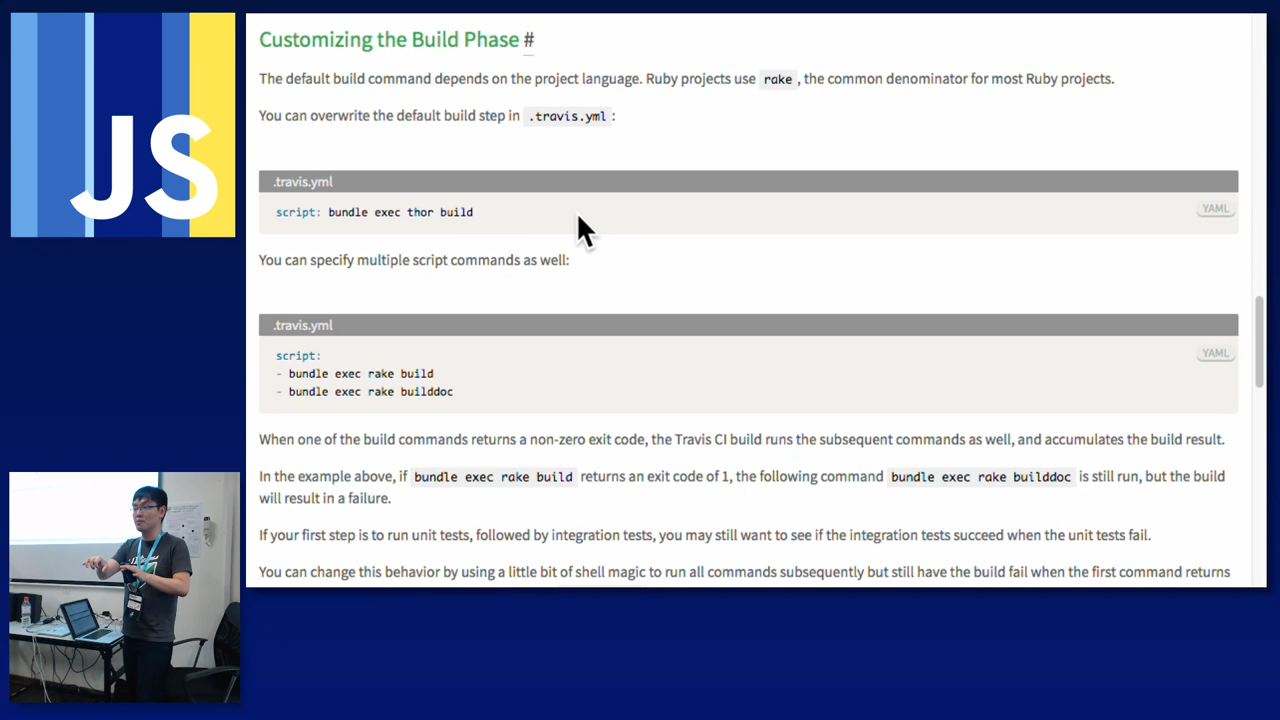 JS
Customizing the Build Phase #
The default build command depends on the project language. Ruby projects use rake , the common denominator for most Ruby projects.
You can overwrite the default build step in .travis.yml :
.travis.yml
script: bundle exec thor build
YAML
You can specify multiple script commands as well:
.travis.yml
script:
YAML
- bundle exec rake build
- bundle exec rake builddoc
When one of the build commands returns a non-zero exit code, the Travis CI build runs the subsequent commands as well, and accumulates the build result.
In the example above, if bundle exec rake build returns an exit code of 1, the following command bundle exec rake builddoc is still run, but the build
will result in a failure.
If your first step is to run unit tests, followed by integration tests, you may still want to see if the integration tests succeed when the unit tests fail.
You can change this behavior by using a little bit of shell magic to run all commands subsequently but still have the build fail when the first command returns